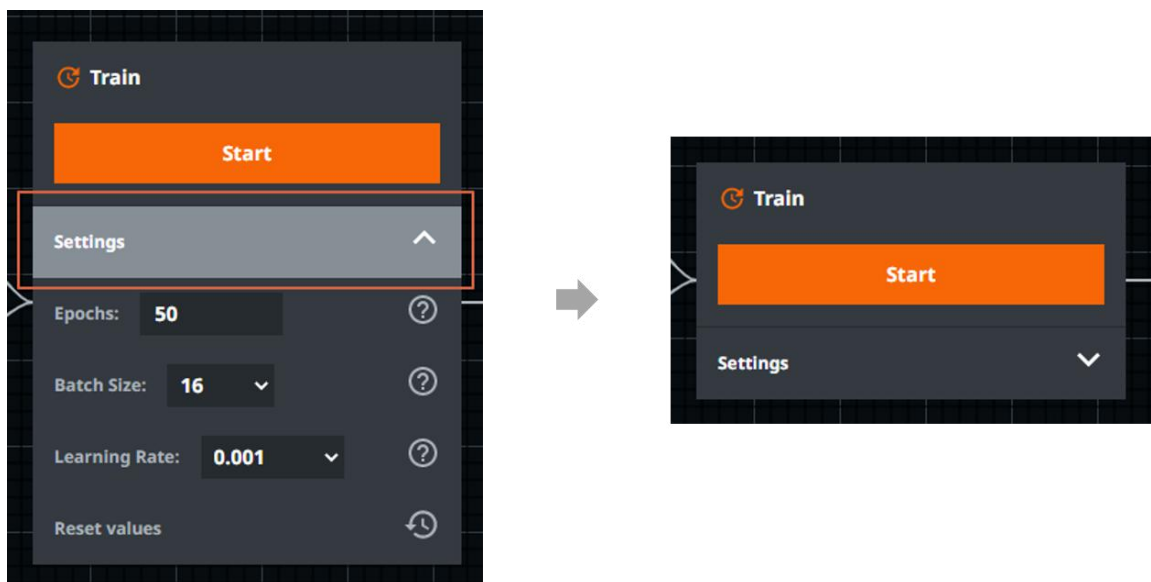 Train
Start
Settings
Epochs: 50
Batch Size: 16
Learning Rate: 0.001
Reset values
Train
Start
Settings